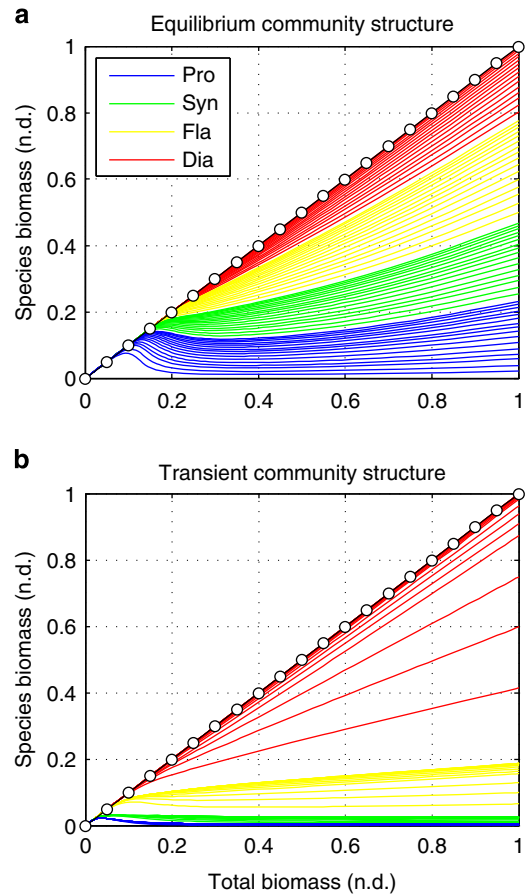 a
Equilibrium community structure
Species biomass (n.d.)
1
0.8
0.6
0.4
0.2
0
Pro
Syn
Fla
Dia
0 0.2 0.4 0.6 0.8 1
b
Transient community structure
Species biomass (n.d.)
1
0.8
0.6
0.4
0.2
0
0 0.2 0.4 0.6 0.8 1
Total biomass (n.d.)